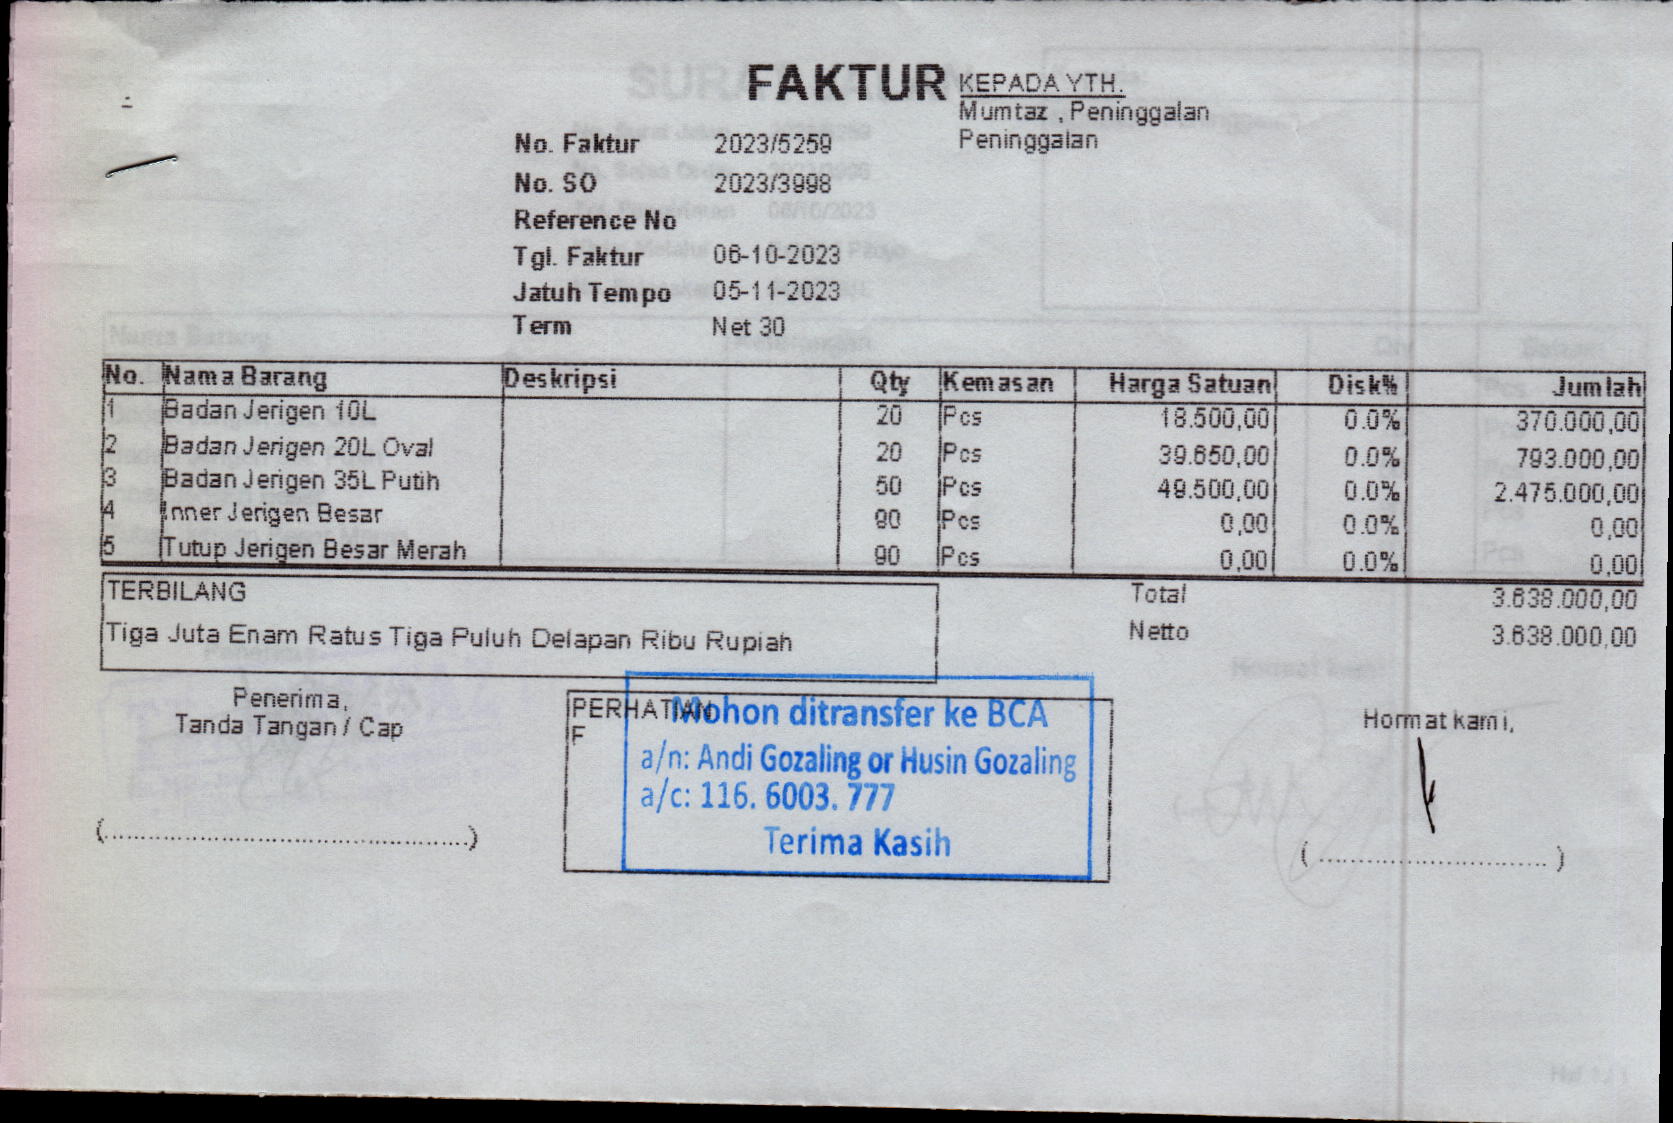 FAKTUR
KEPADA YTH.
Mumtaz , Peninggalan
Peninggalan
No. Faktur 2023/5259
No. SO 2023/3998
Reference No
Tgl. Faktur 06-10-2023
Jatuh Tempo 05-11-2023
Term Net 30
No. Nama Barang Deskripsi Qty Kemasan Harga Satuan Disk% Jumlah
1 Badan Jerigen 10L 20 Pcs 18.500,00 0.0% 370.000,00
2 Badan Jerigen 20L Oval 20 Pcs 39.650,00 0.0% 793.000,00
3 Badan Jerigen 35L Putih 50 Pcs 49.500,00 0.0% 2.475.000,00
4 Inner Jerigen Besar 90 Pcs 0,00 0.0% 0,00
5 Tutup Jerigen Besar Merah 90 Pcs 0,00 0.0% 0,00
TERBILANG
Tiga Juta Enam Ratus Tiga Puluh Delapan Ribu Rupiah
Total 3.638.000,00
Netto 3.638.000,00
Penerima,
Tanda Tangan / Cap
(..............................................)
PERHATIAN
F
Mohon ditransfer ke BCA
a/n: Andi Gozaling or Husin Gozaling
a/c: 116. 6003. 777
Terima Kasih
Hormat kami,
( ............................. )